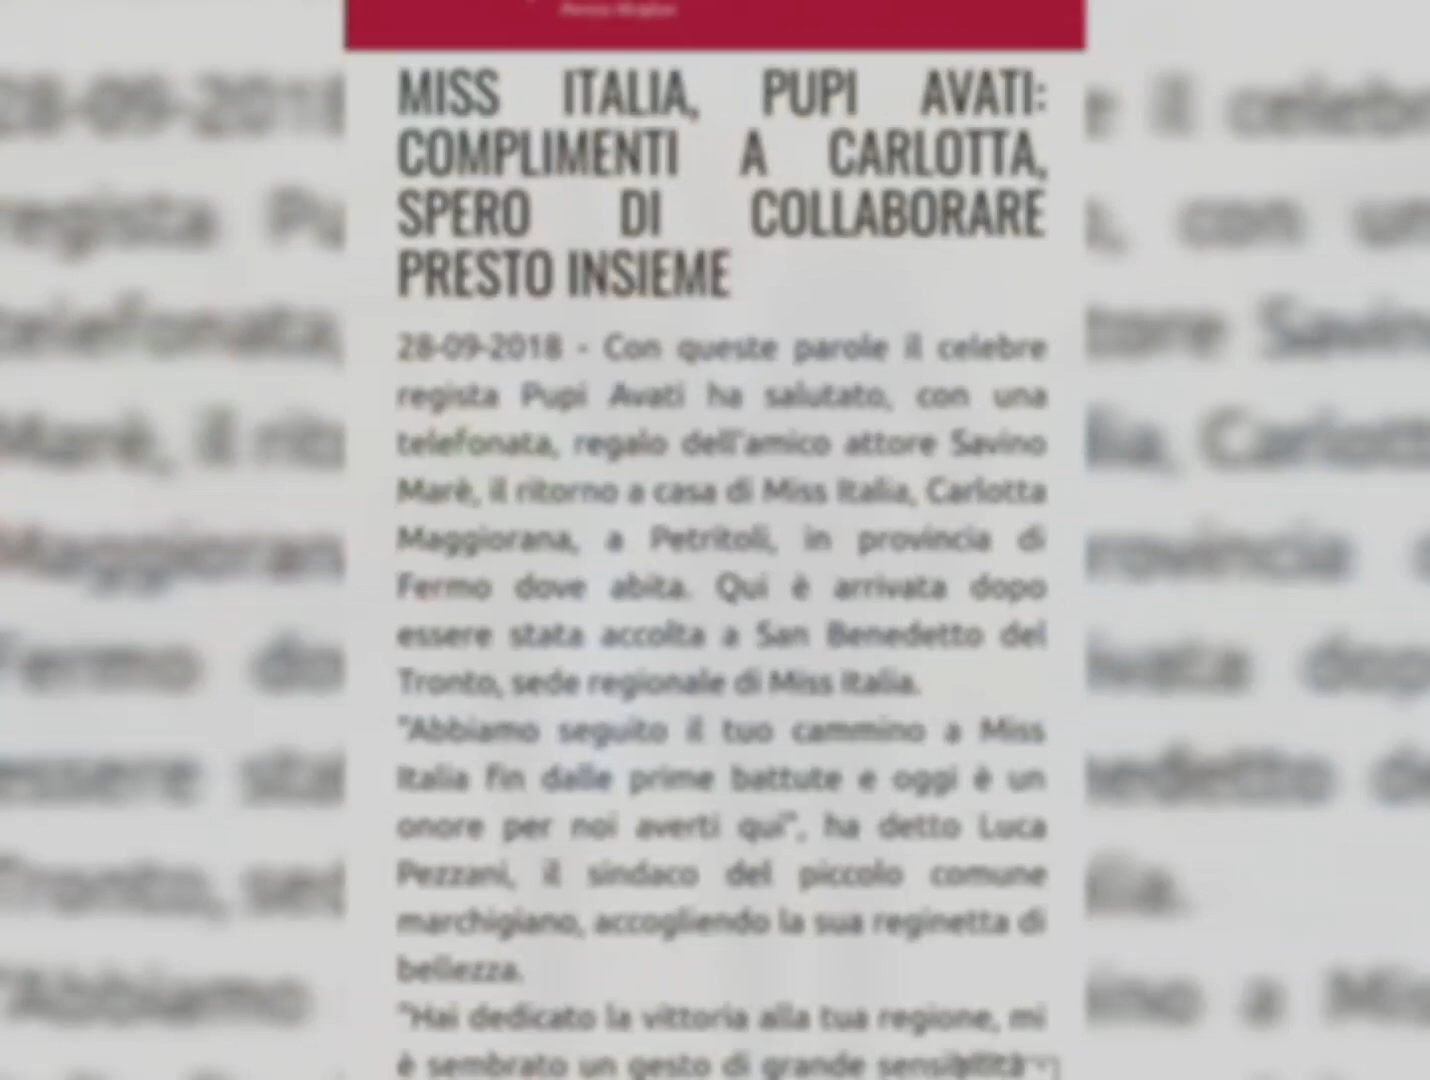 MISS ITALIA, PUPI AVATI:
COMPLIMENTI A CARLOTTA,
SPERO DI COLLABORARE
PRESTO INSIEME
28-09-2018 - Con queste parole il celebre
regista Pupi Avati ha salutato, con una
telefonata, regalo dell'amico attore Savino
Marè, il ritorno a casa di Miss Italia, Carlotta
Maggiorana, a Petritoli, in provincia di
Fermo dove abita. Qui è arrivata dopo
essere stata accolta a San Benedetto del
Tronto, sede regionale di Miss Italia.
"Abbiamo seguito il tuo cammino a Miss
Italia fin dalle prime battute e oggi è un
onore per noi averti qui", ha detto Luca
Pezzani, il sindaco del piccolo comune
marchigiano, accogliendo la sua reginetta di
bellezza.
"Hai dedicato la vittoria alla tua regione, mi
è sembrato un gesto di grande sensibilità